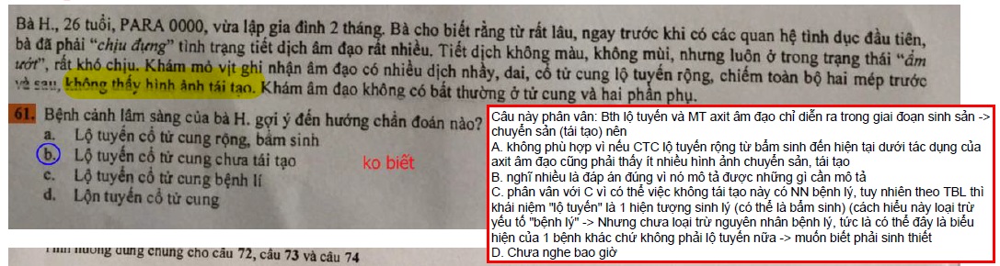 Bà H., 26 tuổi, PARA 0000, vừa lập gia đình 2 tháng. Bà cho biết rằng từ rất lâu, ngay trước khi có các quan hệ tình dục đầu tiên,
bà đã phải “chịu đựng” tình trạng tiết dịch âm đạo rất nhiều. Tiết dịch không màu, không mùi, nhưng luôn ở trong trạng thái “ẩm
ướt”, rất khó chịu. Khám mỏ vịt ghi nhận âm đạo có nhiều dịch nhầy, dai, cổ tử cung lộ tuyến rộng, chiếm toàn bộ hai mép trước
và sau, không thấy hình ảnh tái tạo. Khám âm đạo không có bất thường ở tử cung và hai phần phụ.
61. Bệnh cảnh lâm sàng của bà H. gợi ý đến hướng chẩn đoán nào?
a. Lộ tuyến cổ tử cung rộng, bẩm sinh
b. Lộ tuyến cổ tử cung chưa tái tạo
c. Lộ tuyến cổ tử cung bệnh lí
d. Lộn tuyến cổ tử cung
ko biết
Câu này phân vân: Bth lộ tuyến và MT axit âm đạo chỉ diễn ra trong giai đoạn sinh sản ->
chuyển sản (tái tạo) nên
A. không phù hợp vì nếu CTC lộ tuyến rộng từ bẩm sinh đến hiện tại dưới tác dụng của
axit âm đạo cũng phải thấy ít nhiều hình ảnh chuyển sản, tái tạo
B. nghĩ nhiều là đáp án đúng vì nó mô tả được những gì cần mô tả
C. phân vân với C vì có thể việc không tái tạo này có NN bệnh lý, tuy nhiên theo TBL thì
khái niệm "lộ tuyến" là 1 hiện tượng sinh lý (có thể là bẩm sinh) (cách hiểu này loại trừ
yếu tố "bệnh lý" -> Nhưng chưa loại trừ nguyên nhân bệnh lý, tức là có thể đây là biểu
hiện của 1 bệnh khác chứ không phải lộ tuyến nữa -> muốn biết phải sinh thiết
D. Chưa nghe bao giờ
Tình huống dùng chung cho câu 72, câu 73 và câu 74